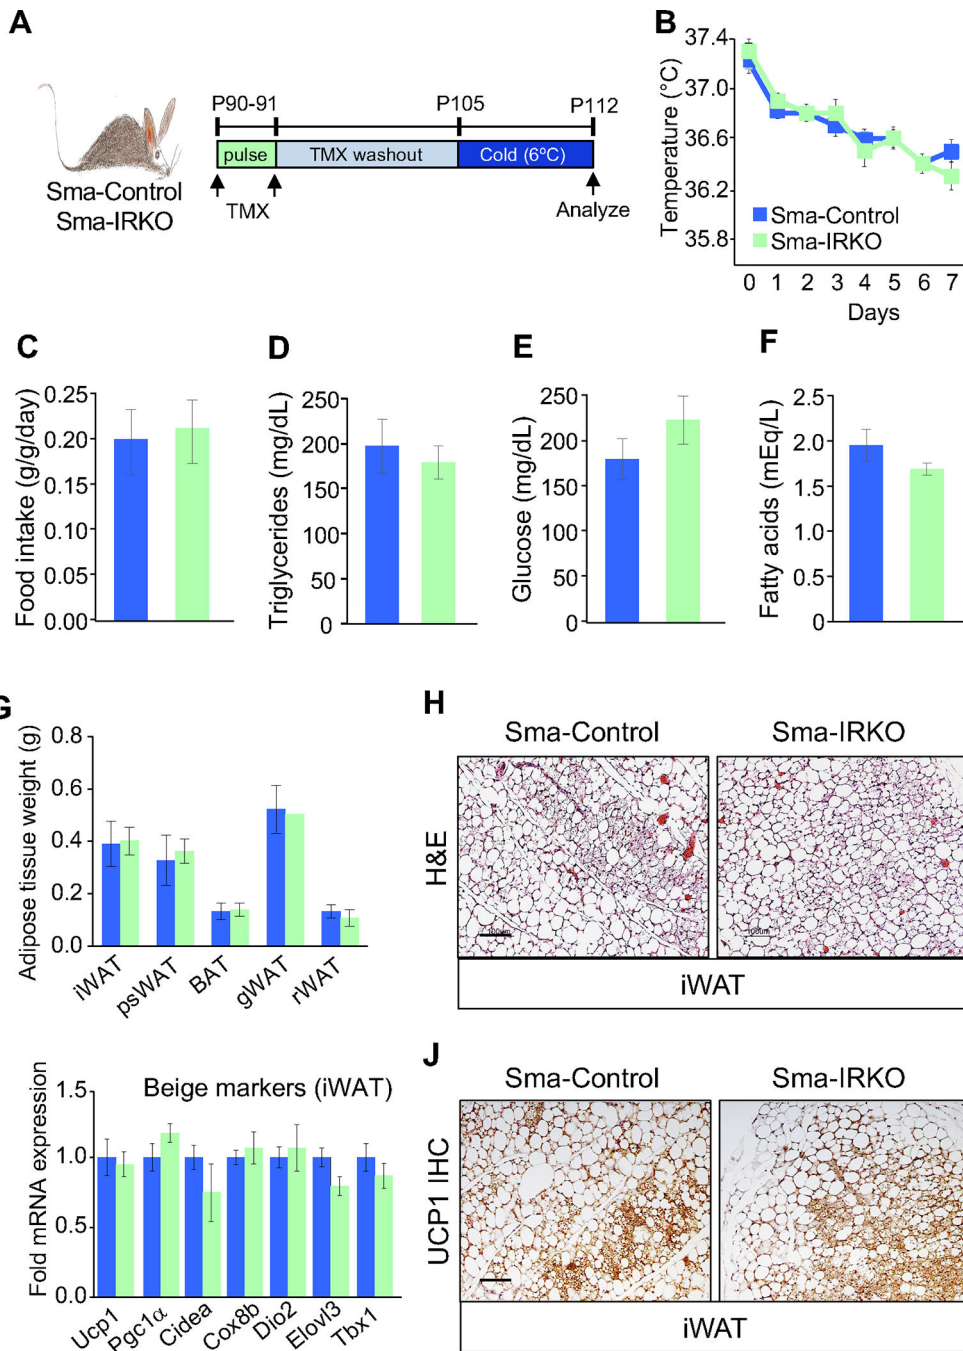 A
P90-91
P105
P112
pulse
TMX washout
Cold (6ºC)
TMX
Analyze
Sma-Control
Sma-IRKO
B
Temperature (°C)
37.4
37.0
36.6
36.2
35.8
Sma-Control
Sma-IRKO
0 1 2 3 4 5 6 7
Days
C
Food intake (g/g/day)
0.25
0.20
0.15
0.10
0.05
0.00
D
Triglycerides (mg/dL)
250
200
150
100
50
0
E
Glucose (mg/dL)
250
200
150
100
50
0
F
Fatty acids (mEq/L)
2.5
2.0
1.5
1.0
0.5
0
G
Adipose tissue weight (g)
0.8
0.6
0.4
0.2
0.0
iWAT
psWAT
BAT
gWAT
rWAT
H
Sma-Control
Sma-IRKO
H&E
100um
100um
iWAT
Beige markers (iWAT)
Fold mRNA expression
1.5
1.0
0.5
0.0
Ucp1
Pgc1α
Cidea
Cox8b
Dio2
Elovl3
Tbx1
J
Sma-Control
Sma-IRKO
UCP1 IHC
iWAT